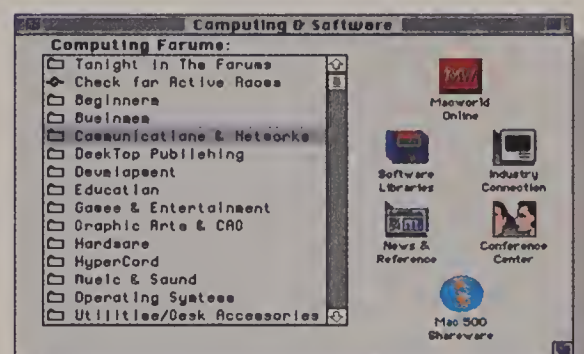 Computing & Software
Computing Forums:
Tonight in The Forums
Check for Active Rooms
Beginners
Business
Communications & Networks
DeskTop Publishing
Development
Education
Games & Entertainment
Graphic Arts & CAD
Hardware
HyperCard
Music & Sound
Operating Systems
Utilities/Desk Accessories
Macworld
Online
Software
Libraries
Industry
Connection
News &
Reference
Conference
Center
Mac 500
Shareware